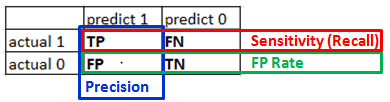 predict 1 predict 0
actual 1 TP FN Sensitivity (Recall)
actual 0 FP TN FP Rate
Precision